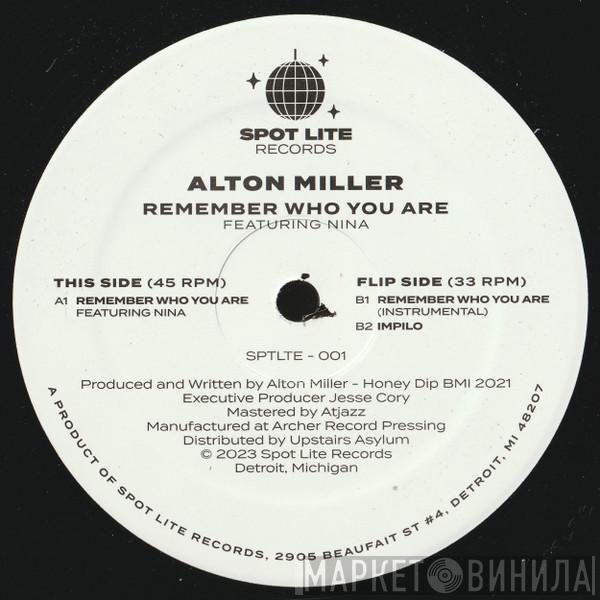 SPOT LITE
RECORDS
ALTON MILLER
REMEMBER WHO YOU ARE
FEATURING NINA
THIS SIDE (45 RPM)
A1 REMEMBER WHO YOU ARE
FEATURING NINA
FLIP SIDE (33 RPM)
B1 REMEMBER WHO YOU ARE
(INSTRUMENTAL)
B2 IMPILO
SPTLTE - 001
Produced and Written by Alton Miller - Honey Dip BMI 2021
Executive Producer Jesse Cory
Mastered by Atjazz
Manufactured at Archer Record Pressing
Distributed by Upstairs Asylum
© 2023 Spot Lite Records
Detroit, Michigan
A PRODUCT OF SPOT LITE RECORDS, 2905 BEAUFAIT ST #4, DETROIT, MI 48207
МАРКЕТ ВИНИЛА